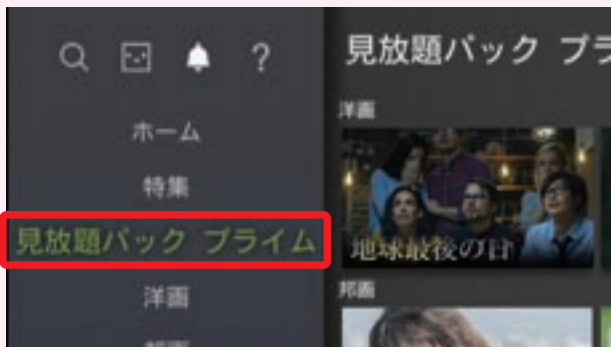 ?
ホーム
特集
見放題パック プライム
洋画
見放題パック プラ
洋画
地球最後の日
邦画